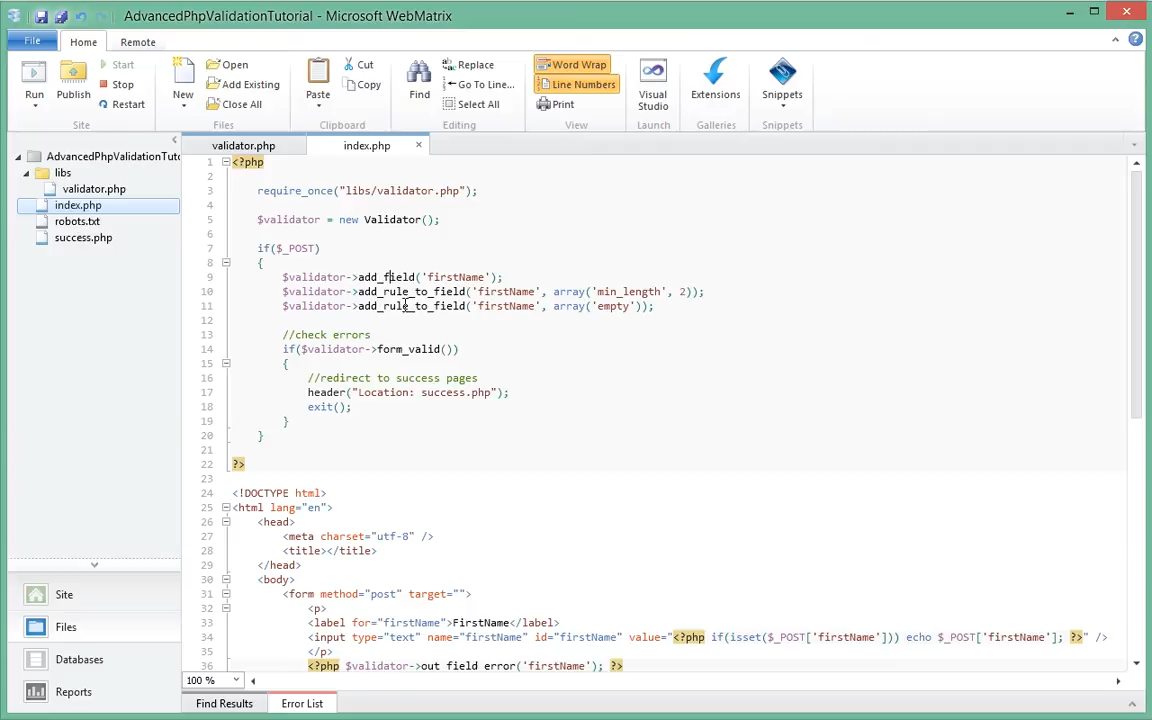 AdvancedPhpValidationTutorial - Microsoft WebMatrix
File
Home
Remote
Run
Publish
Start
Stop
Restart
Site
New
Open
Add Existing
Close All
Files
Paste
Cut
Copy
Clipboard
Find
Replace
Go To Line...
Select All
Editing
Word Wrap
Line Numbers
Print
View
Visual
Studio
Launch
Extensions
Galleries
Snippets
Snippets
AdvancedPhpValidationTuto
libs
validator.php
index.php
robots.txt
success.php
Site
Files
Databases
Reports
validator.php
index.php ×
1 <?php
2
3 require_once("libs/validator.php");
4
5 $validator = new Validator();
6
7 if($_POST)
8 {
9 $validator->add_field('firstName');
10 $validator->add_rule_to_field('firstName', array('min_length', 2));
11 $validator->add_rule_to_field('firstName', array('empty'));
12
13 //check errors
14 if($validator->form_valid())
15 {
16 //redirect to success pages
17 header("Location: success.php");
18 exit();
19 }
20 }
21
22 ?>
23
24 <!DOCTYPE html>
25 <html lang="en">
26 <head>
27 <meta charset="utf-8" />
28 <title></title>
29 </head>
30 <body>
31 <form method="post" target="">
32 <p>
33 <label for="firstName">FirstName</label>
34 <input type="text" name="firstName" id="firstName" value="<?php if(isset($_POST['firstName'])) echo $_POST['firstName']; ?>" />
35 </p>
36 <?php $validator->out_field_error('firstName'); ?>
100 %
Find Results
Error List